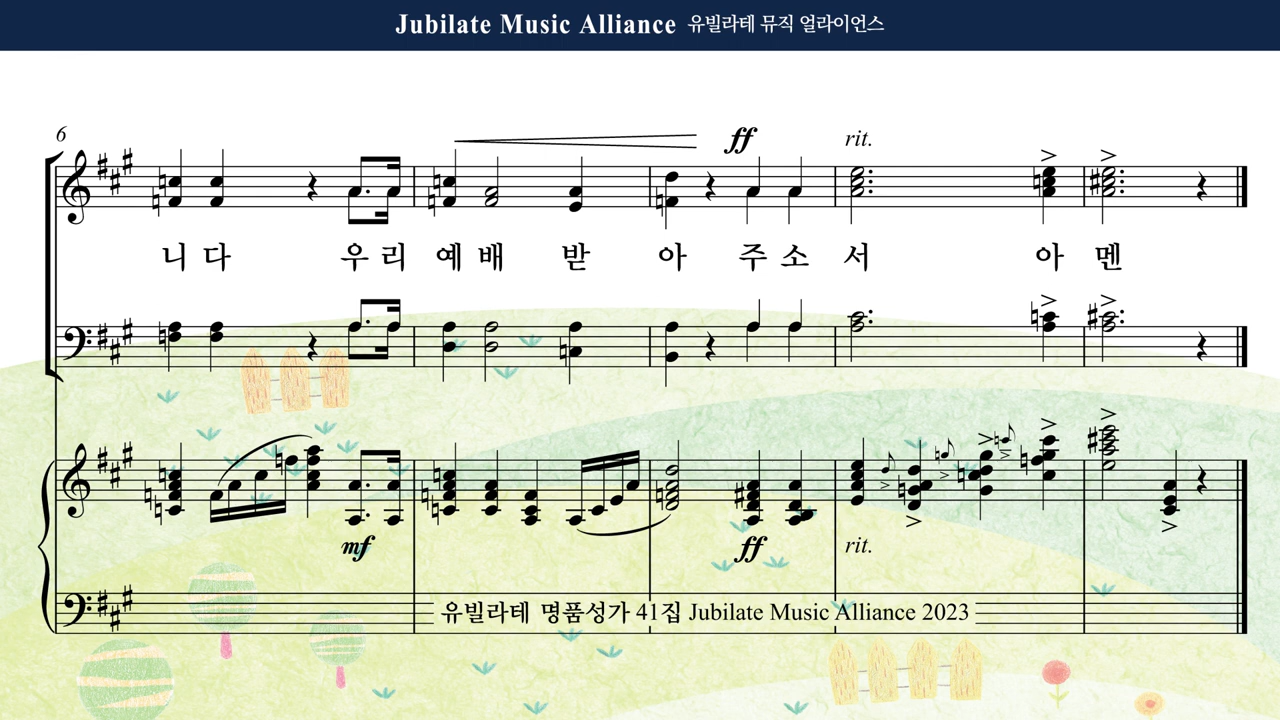 Jubilate Music Alliance 유빌라테 뮤직 얼라이언스
6
ff rit.
니다 우리 예배 받 아 주소 서 아 멘
mf ff rit.
유빌라테 명품성가 41집 Jubilate Music Alliance 2023